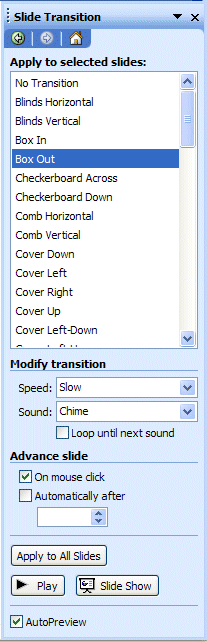 Slide Transition
Apply to selected slides:
No Transition
Blinds Horizontal
Blinds Vertical
Box In
Box Out
Checkerboard Across
Checkerboard Down
Comb Horizontal
Comb Vertical
Cover Down
Cover Left
Cover Right
Cover Up
Cover Left-Down
Modify transition
Speed: Slow
Sound: Chime
Loop until next sound
Advance slide
On mouse click
Automatically after
Apply to All Slides
Play Slide Show
AutoPreview